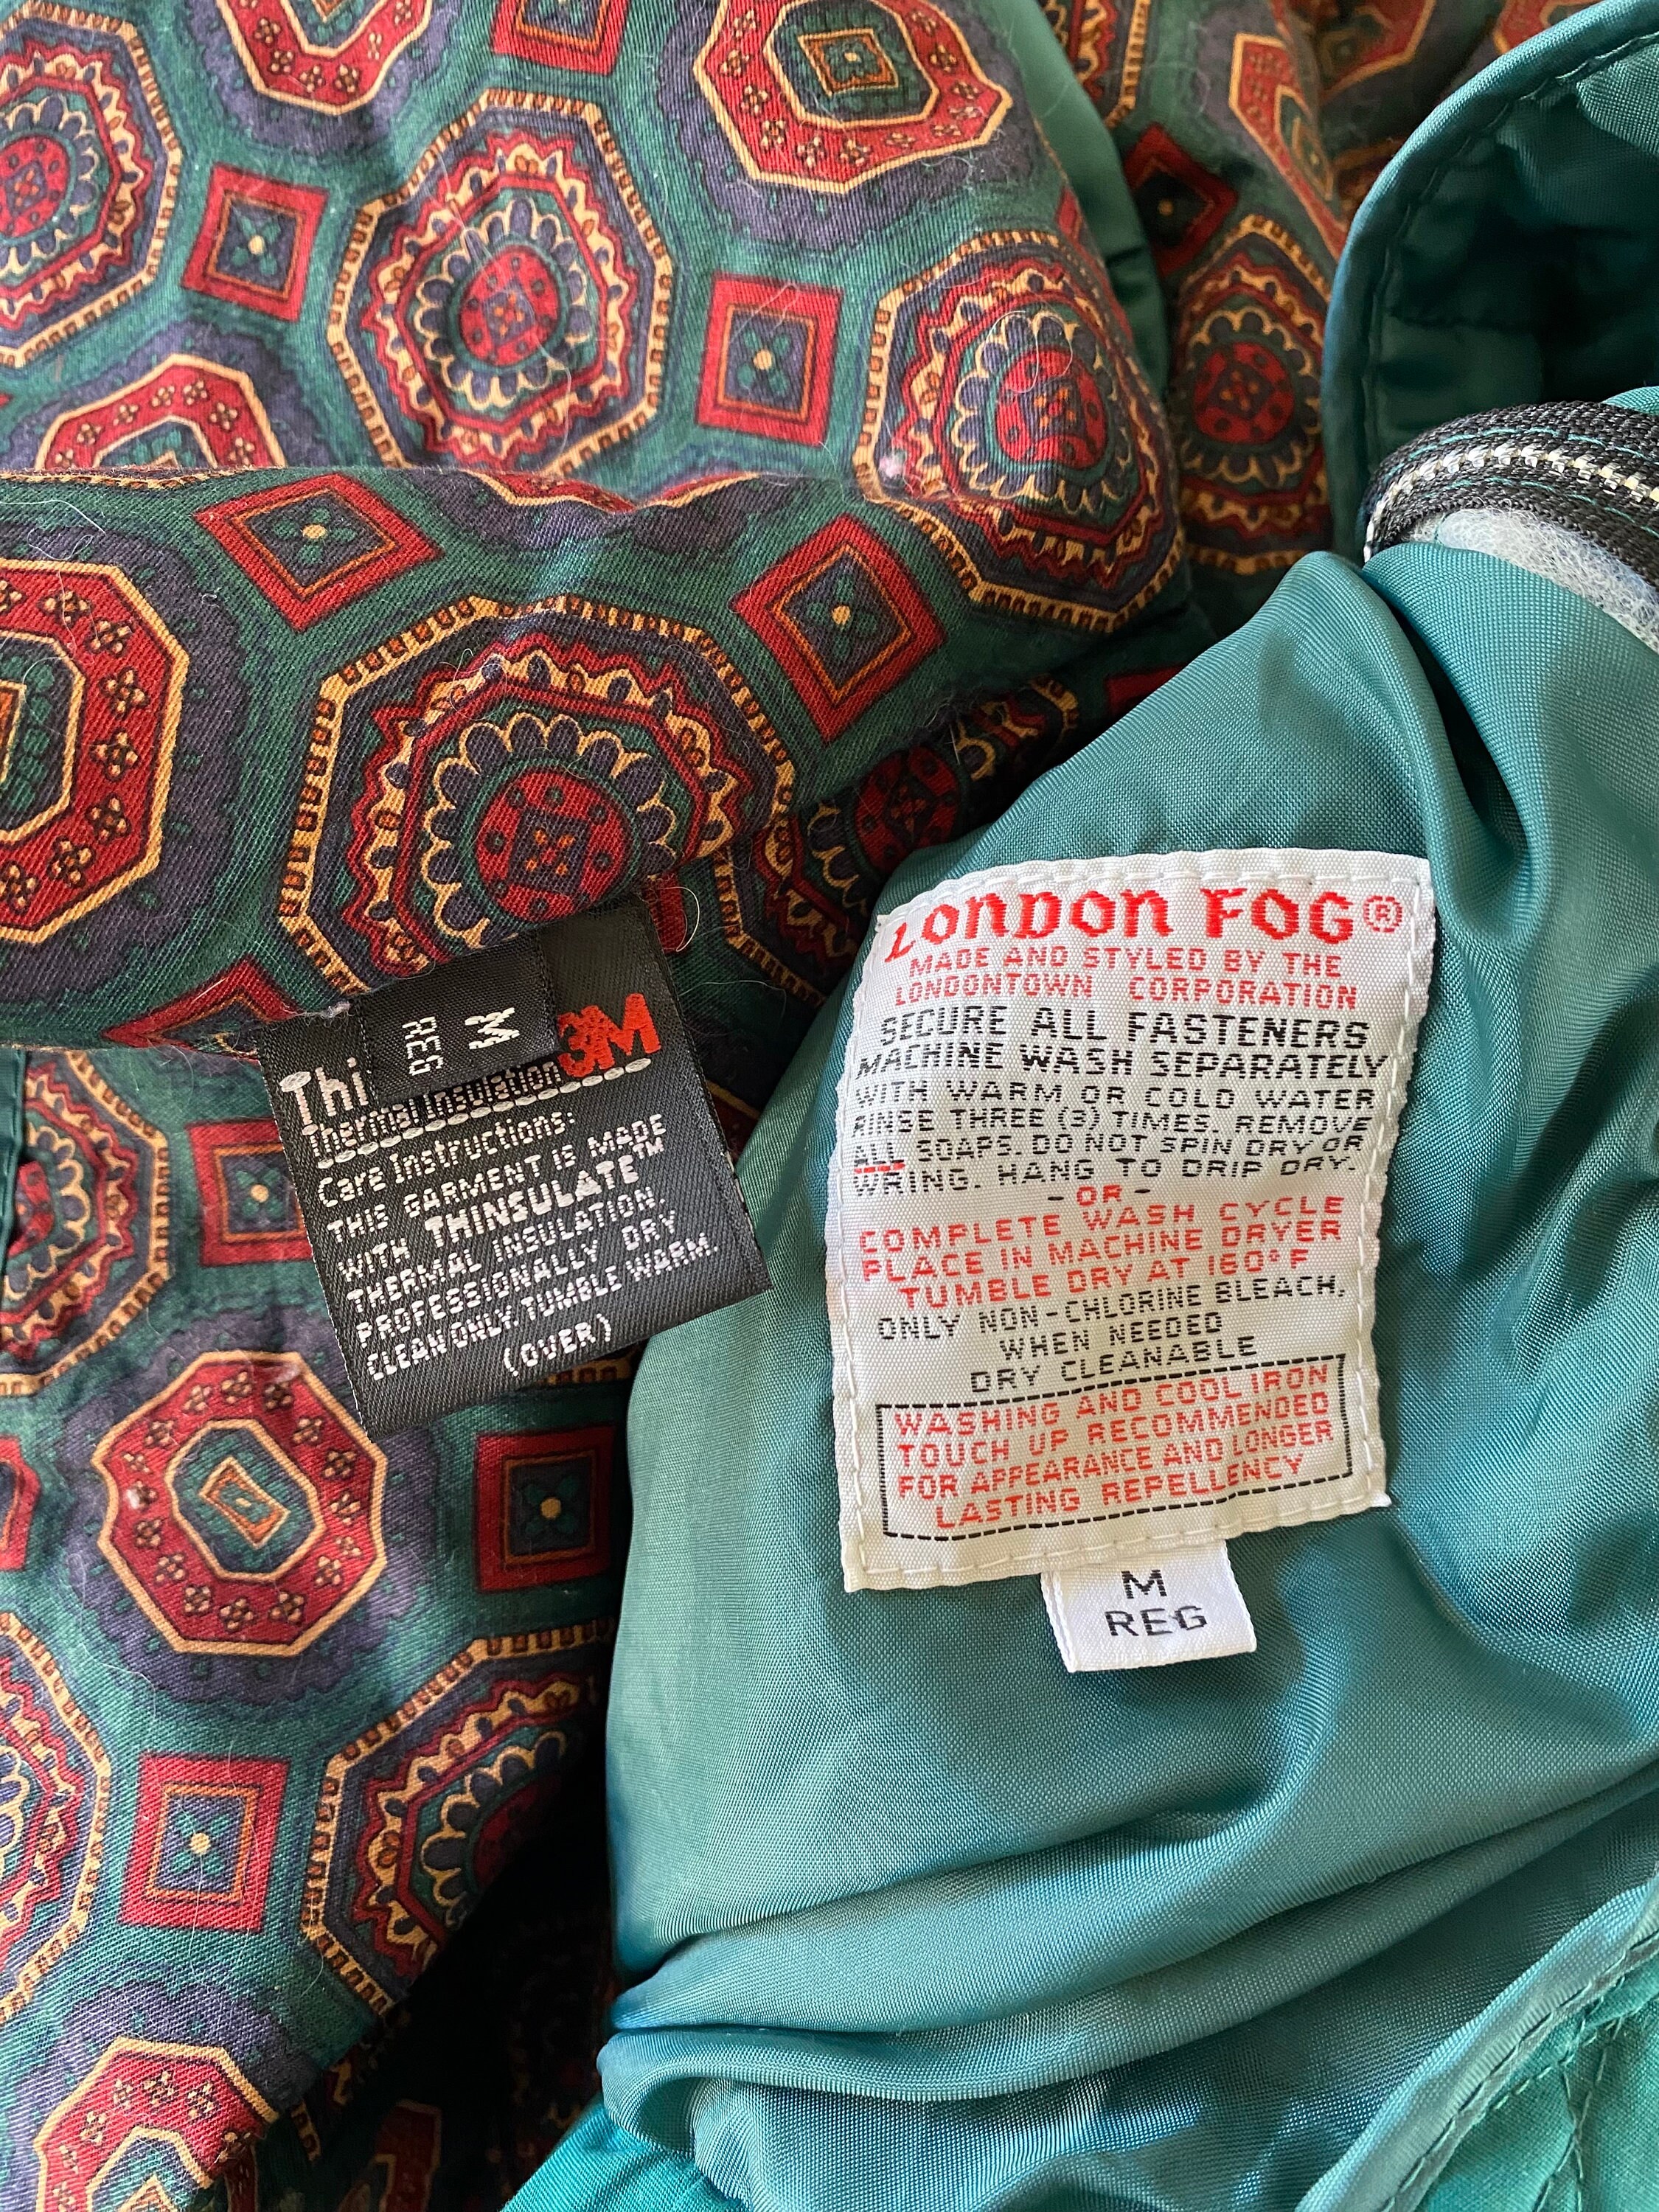 REG M
Thi 3M
Thermal Insulation
Care Instructions:
THIS GARMENT IS MADE
WITH THINSULATE™
THERMAL INSULATION.
PROFESSIONALLY DRY
CLEAN ONLY. TUMBLE WARM.
(OVER)
LONDON FOG®
MADE AND STYLED BY THE
LONDONTOWN CORPORATION
SECURE ALL FASTENERS
MACHINE WASH SEPARATELY
WITH WARM OR COLD WATER
RINSE THREE (3) TIMES. REMOVE
ALL SOAPS. DO NOT SPIN DRY OR
WRING. HANG TO DRIP DRY.
-OR-
COMPLETE WASH CYCLE
PLACE IN MACHINE DRYER
TUMBLE DRY AT 160°F
ONLY NON-CHLORINE BLEACH,
WHEN NEEDED
DRY CLEANABLE
WASHING AND COOL IRON
TOUCH UP RECOMMENDED
FOR APPEARANCE AND LONGER
LASTING REPELLENCY
M
REG